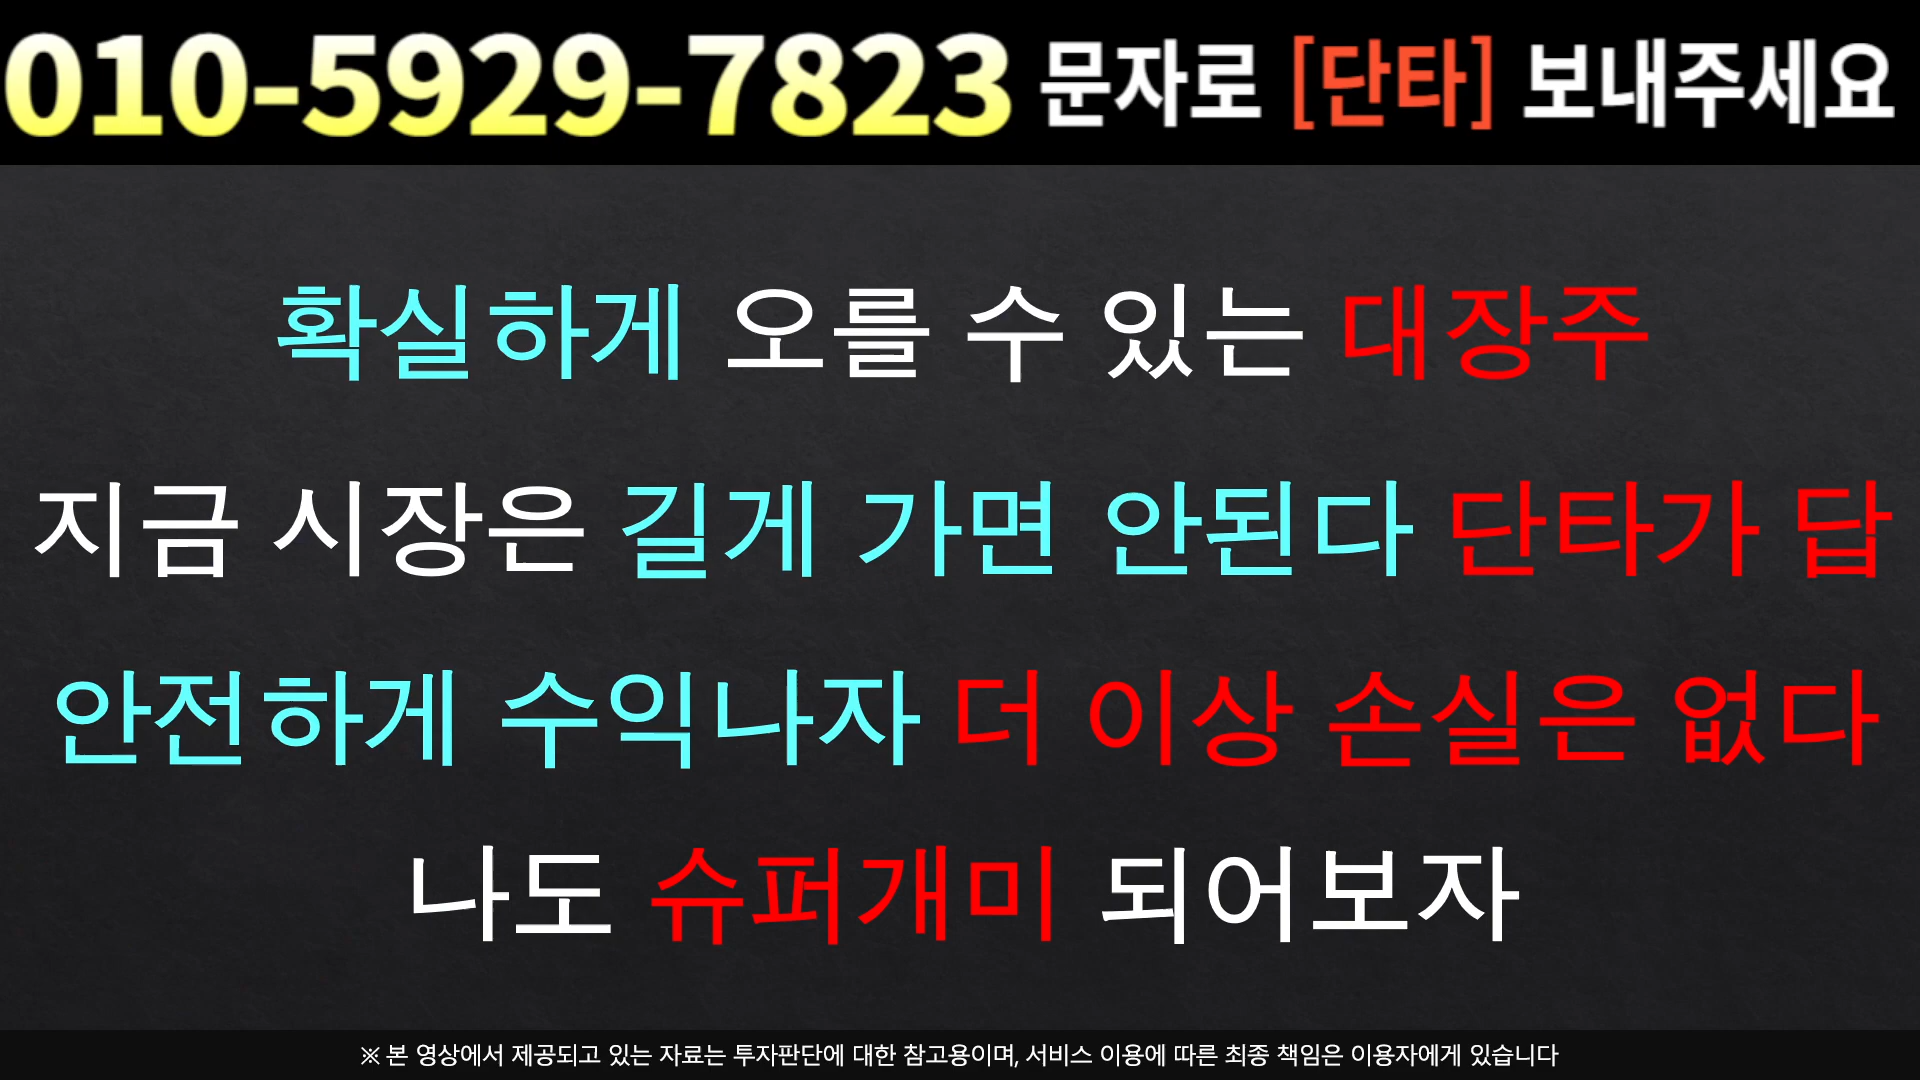 010-5929-7823 문자로 [단타] 보내주세요
확실하게 오를 수 있는 대장주
지금 시장은 길게 가면 안된다 단타가 답
안전하게 수익나자 더 이상 손실은 없다
나도 슈퍼개미 되어보자
※ 본 영상에서 제공되고 있는 자료는 투자판단에 대한 참고용이며, 서비스 이용에 따른 최종 책임은 이용자에게 있습니다